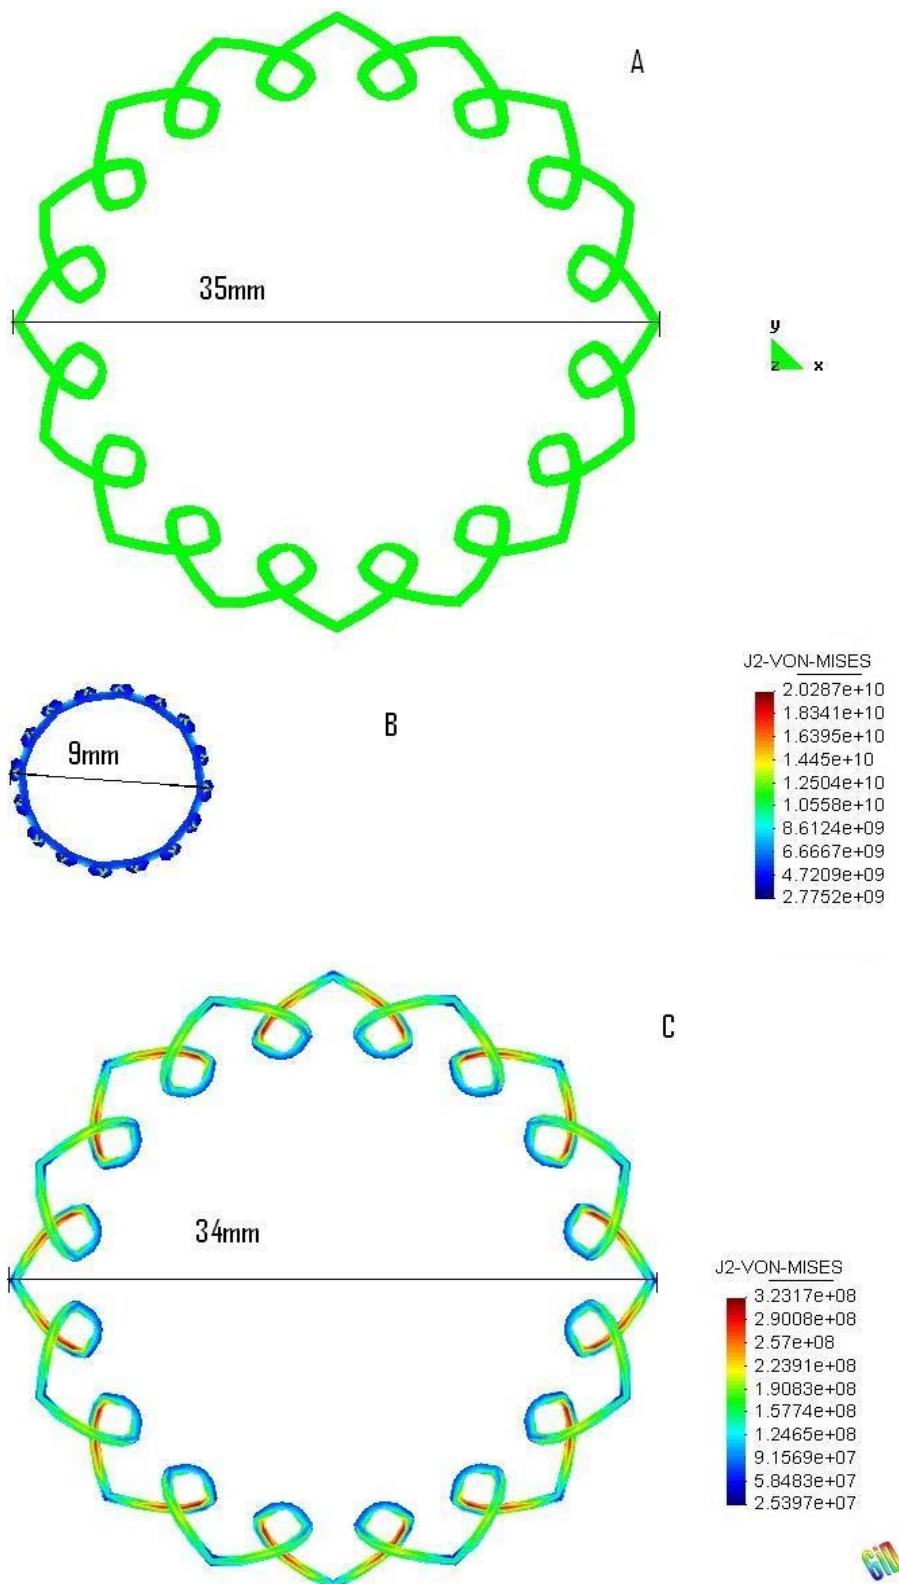 A
35mm
y
z x
J2-VON-MISES
2.0287e+10
1.8341e+10
1.6395e+10
1.445e+10
1.2504e+10
1.0558e+10
8.6124e+09
6.6667e+09
4.7209e+09
2.7752e+09
B
9mm
C
34mm
J2-VON-MISES
3.2317e+08
2.9008e+08
2.57e+08
2.2391e+08
1.9083e+08
1.5774e+08
1.2465e+08
9.1569e+07
5.8483e+07
2.5397e+07
GiD